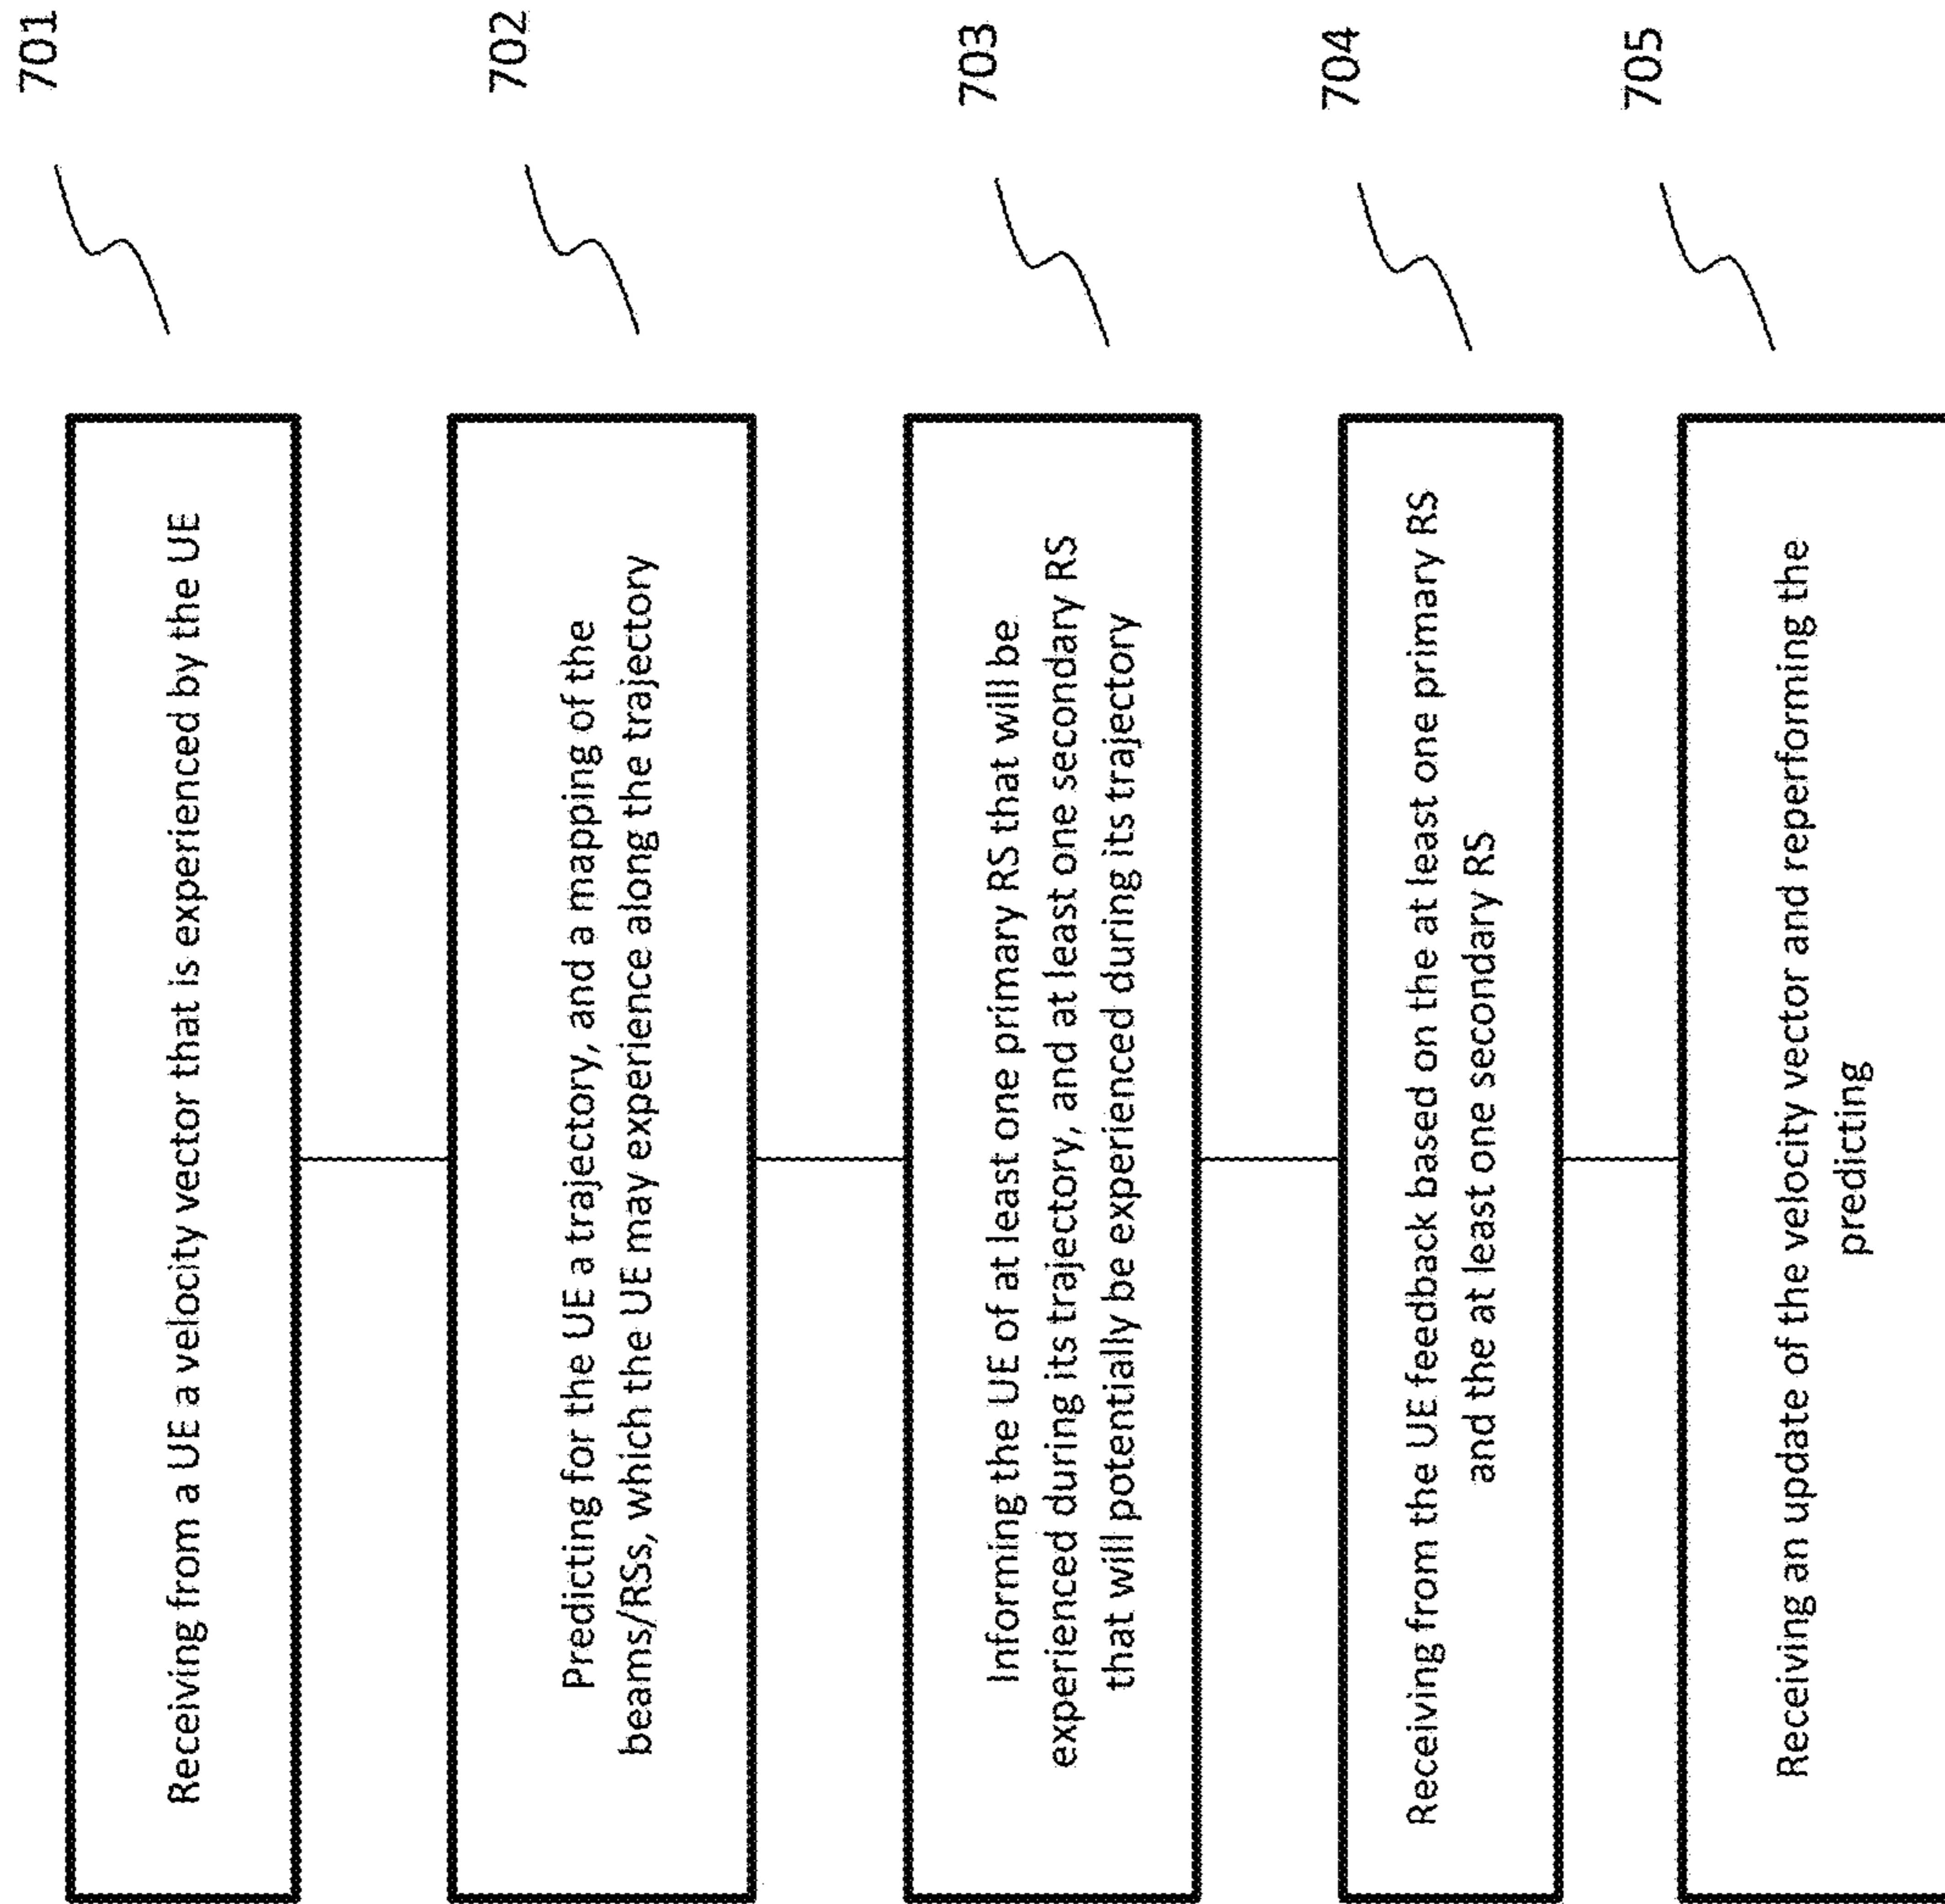 701
Receiving from a UE a velocity vector that is experienced by the UE
702
Predicting for the UE a trajectory, and a mapping of the
beams/RSs, which the UE may experience along the trajectory
703
Informing the UE of at least one primary RS that will be
experienced during its trajectory, and at least one secondary RS
that will potentially be experienced during its trajectory
704
Receiving from the UE feedback based on the at least one primary RS
and the at least one secondary RS
705
Receiving an update of the velocity vector and reperforming the
predicting